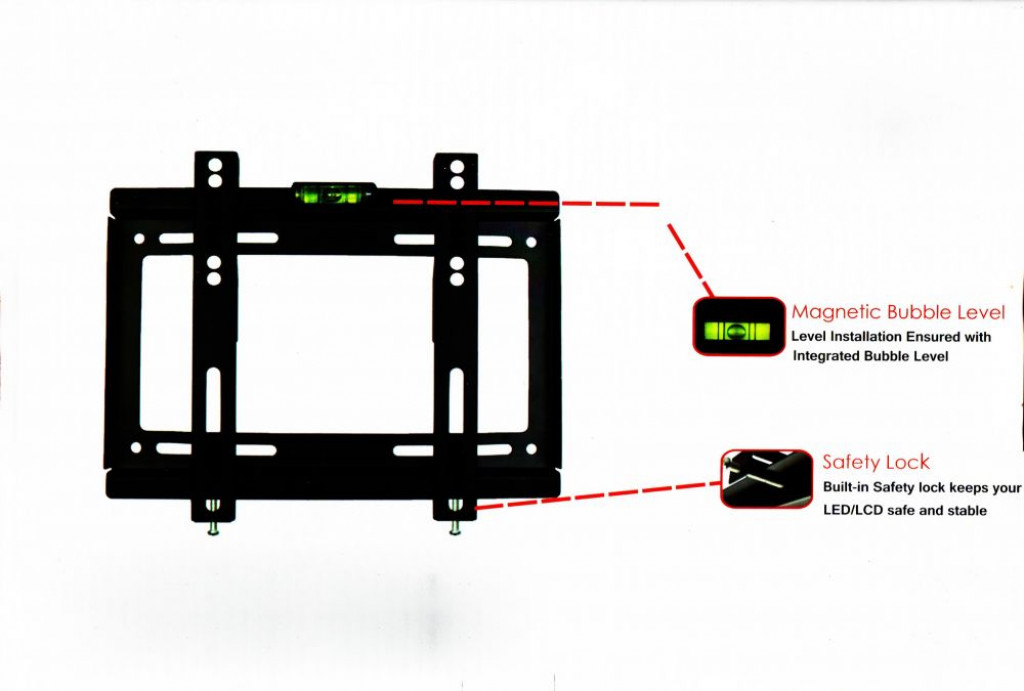 Magnetic Bubble Level
Level Installation Ensured with
Integrated Bubble Level
Safety Lock
Built-in Safety lock keeps your
LED/LCD safe and stable